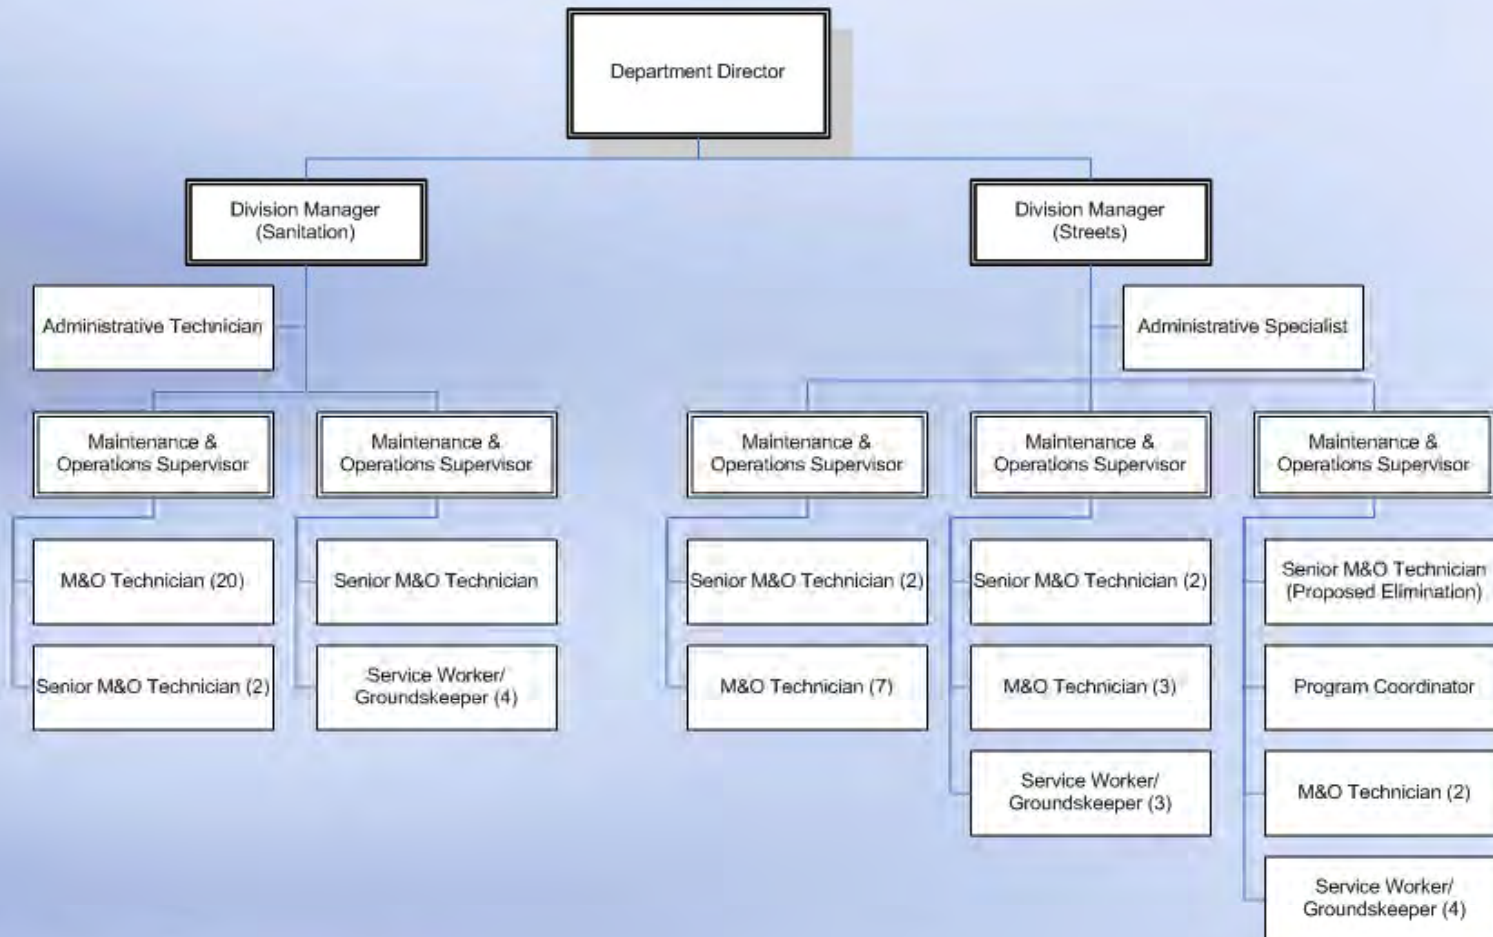 Department Director
Division Manager
(Sanitation)
Division Manager
(Streets)
Administrative Technician
Administrative Specialist
Maintenance &
Operations Supervisor
Maintenance &
Operations Supervisor
Maintenance &
Operations Supervisor
Maintenance &
Operations Supervisor
Maintenance &
Operations Supervisor
M&O Technician (20)
Senior M&O Technician
Senior M&O Technician (2)
Senior M&O Technician (2)
Senior M&O Technician
(Proposed Elimination)
Senior M&O Technician (2)
Service Worker/
Groundskeeper (4)
M&O Technician (7)
M&O Technician (3)
Program Coordinator
Service Worker/
Groundskeeper (3)
M&O Technician (2)
Service Worker/
Groundskeeper (4)